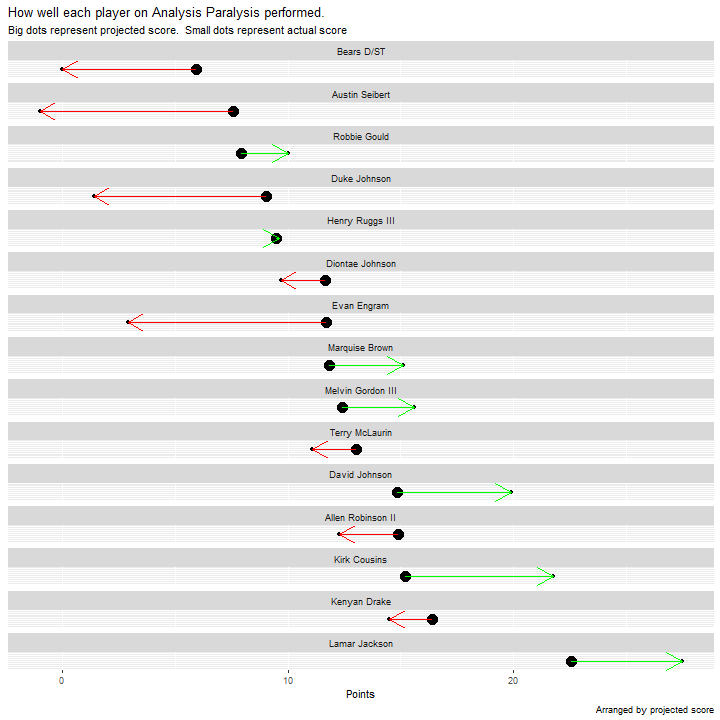 How well each player on Analysis Paralysis performed.
Big dots represent projected score.  Small dots represent actual score
Bears D/ST
Austin Seibert
Robbie Gould
Duke Johnson
Henry Ruggs III
Diontae Johnson
Evan Engram
Marquise Brown
Melvin Gordon III
Terry McLaurin
David Johnson
Allen Robinson II
Kirk Cousins
Kenyan Drake
Lamar Jackson
0 10 20
Points
Arranged by projected score